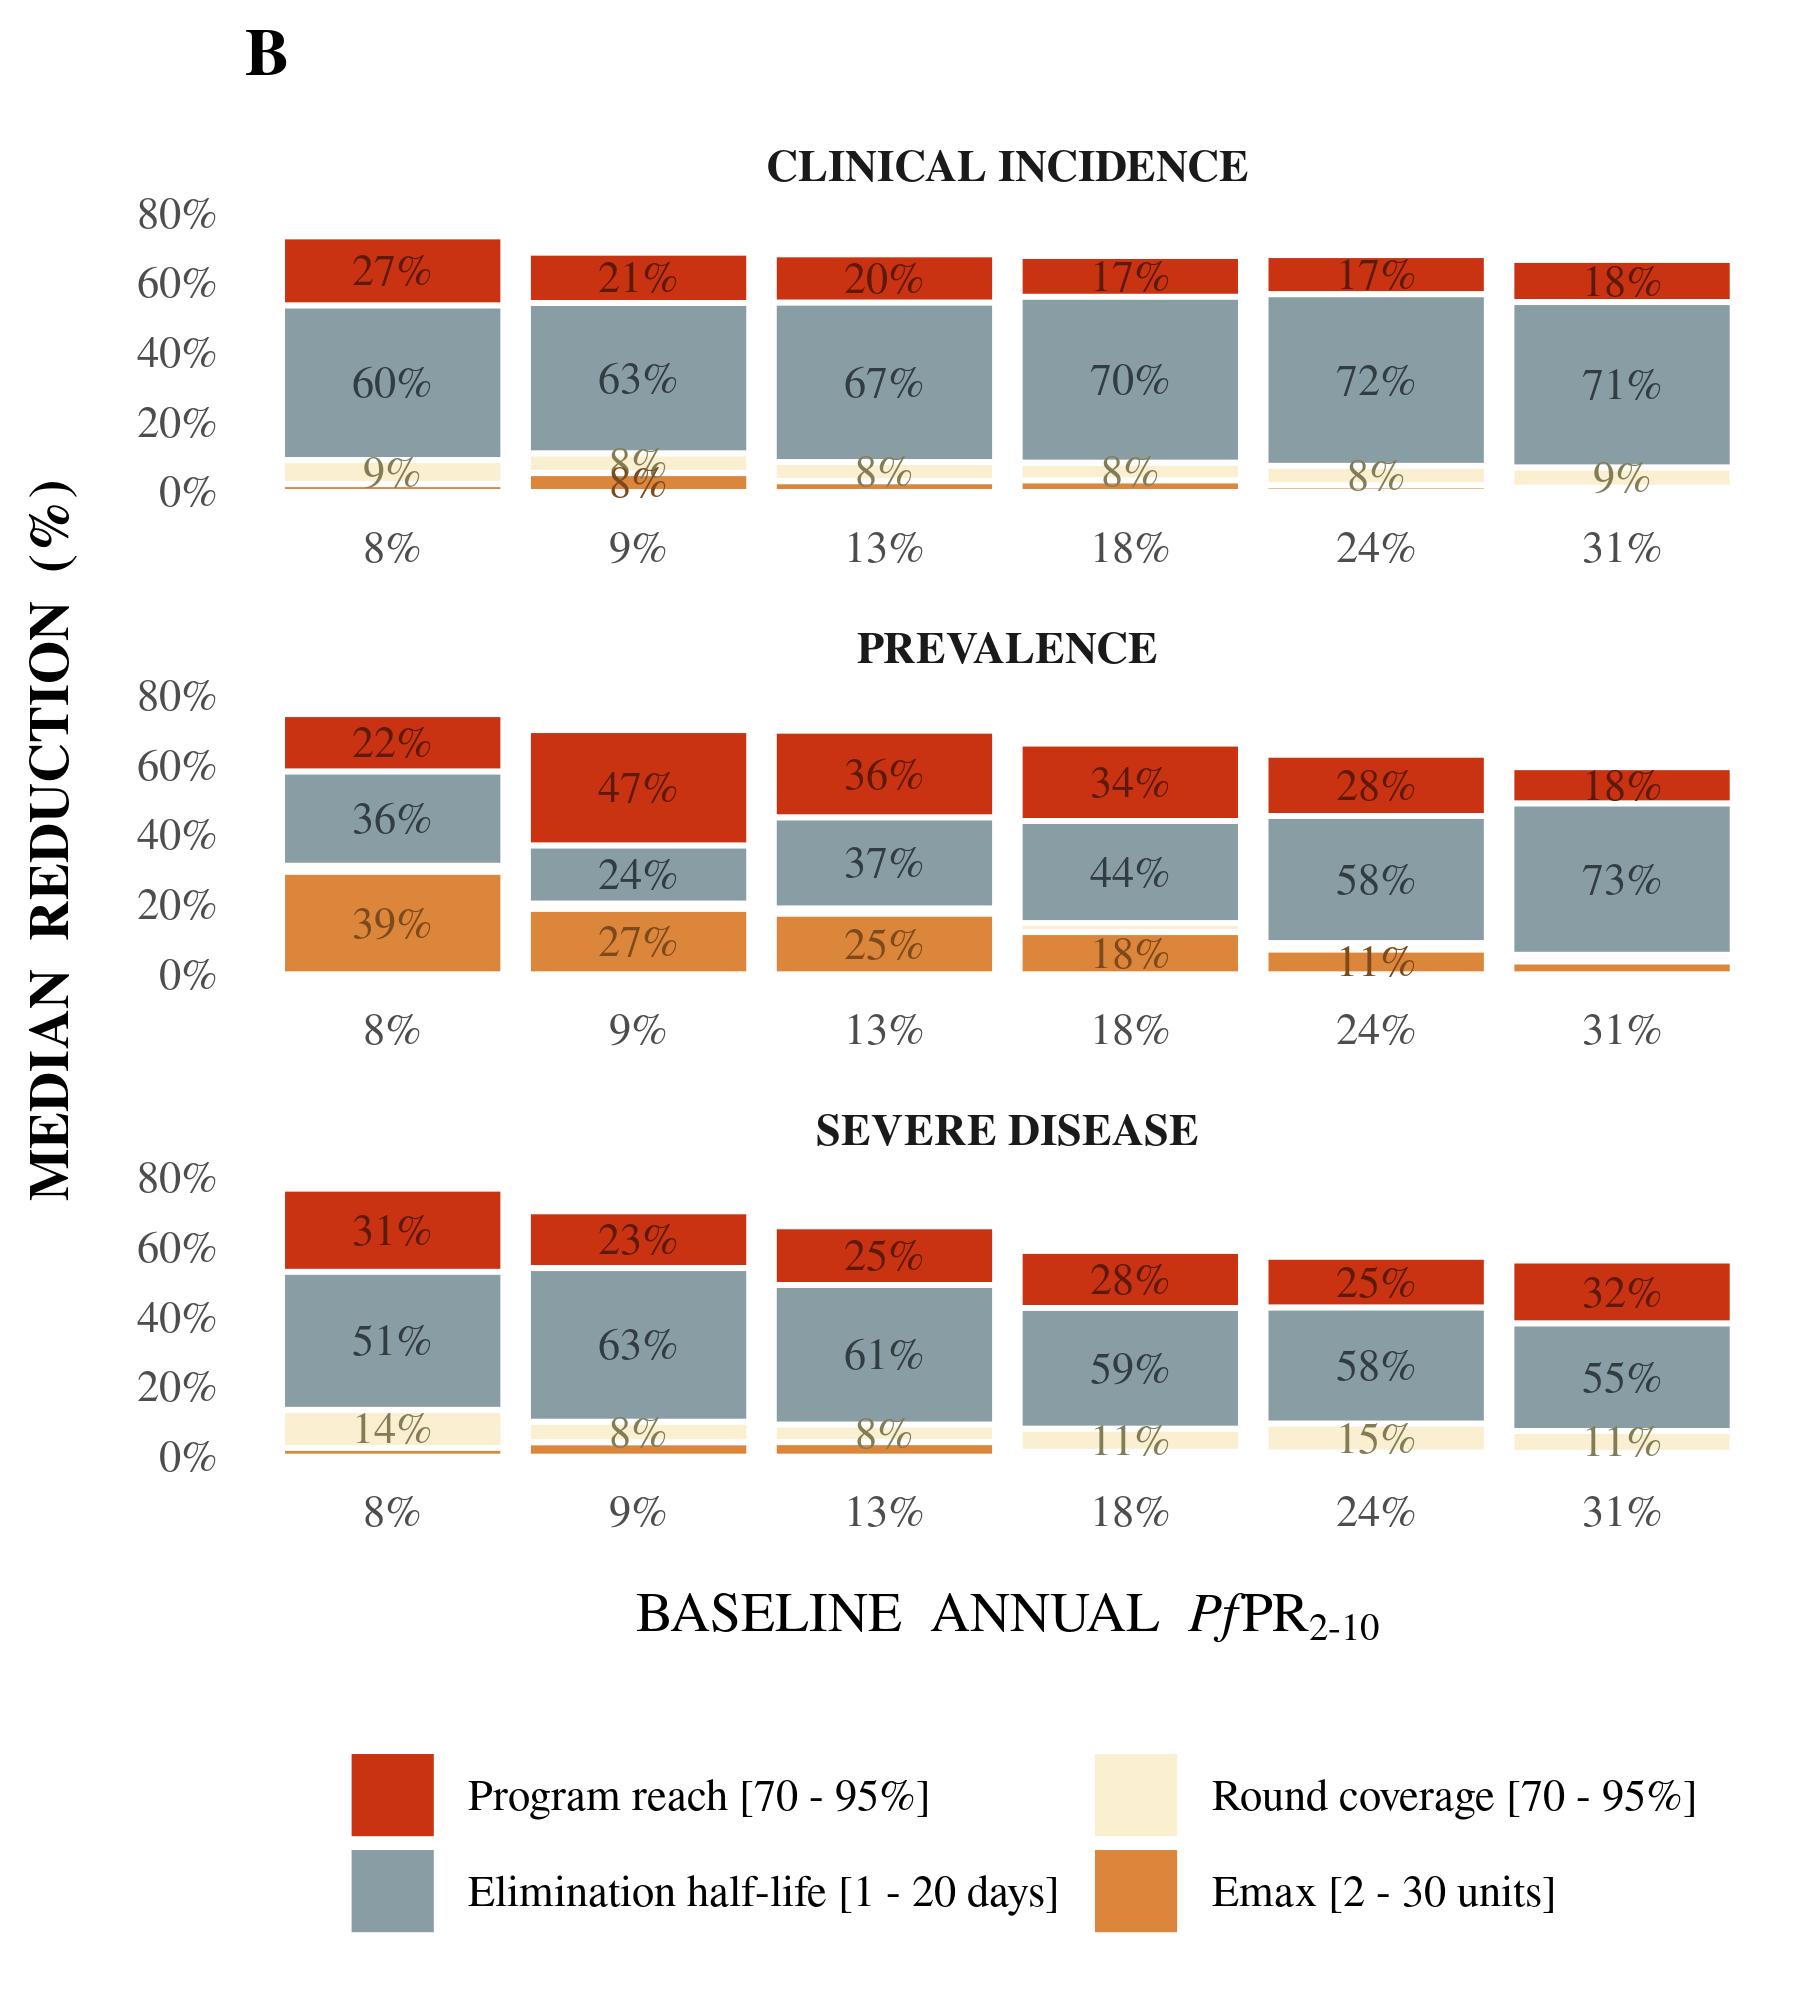 B
CLINICAL INCIDENCE
80%
60%
40%
20%
0%
27% 21% 20% 17% 17% 18%
60% 63% 67% 70% 72% 71%
9% 8% 8% 8% 8% 9%
8%
8% 9% 13% 18% 24% 31%
PREVALENCE
80%
60%
40%
20%
0%
22% 47% 36% 34% 28% 18%
36% 24% 37% 44% 58% 73%
39% 27% 25% 18% 11%
8% 9% 13% 18% 24% 31%
SEVERE DISEASE
80%
60%
40%
20%
0%
31% 23% 25% 28% 25% 32%
51% 63% 61% 59% 58% 55%
14% 8% 8% 11% 15% 11%
8% 9% 13% 18% 24% 31%
MEDIAN REDUCTION (%)
BASELINE ANNUAL PfPR2-10
Program reach [70 - 95%]
Elimination half-life [1 - 20 days]
Round coverage [70 - 95%]
Emax [2 - 30 units]